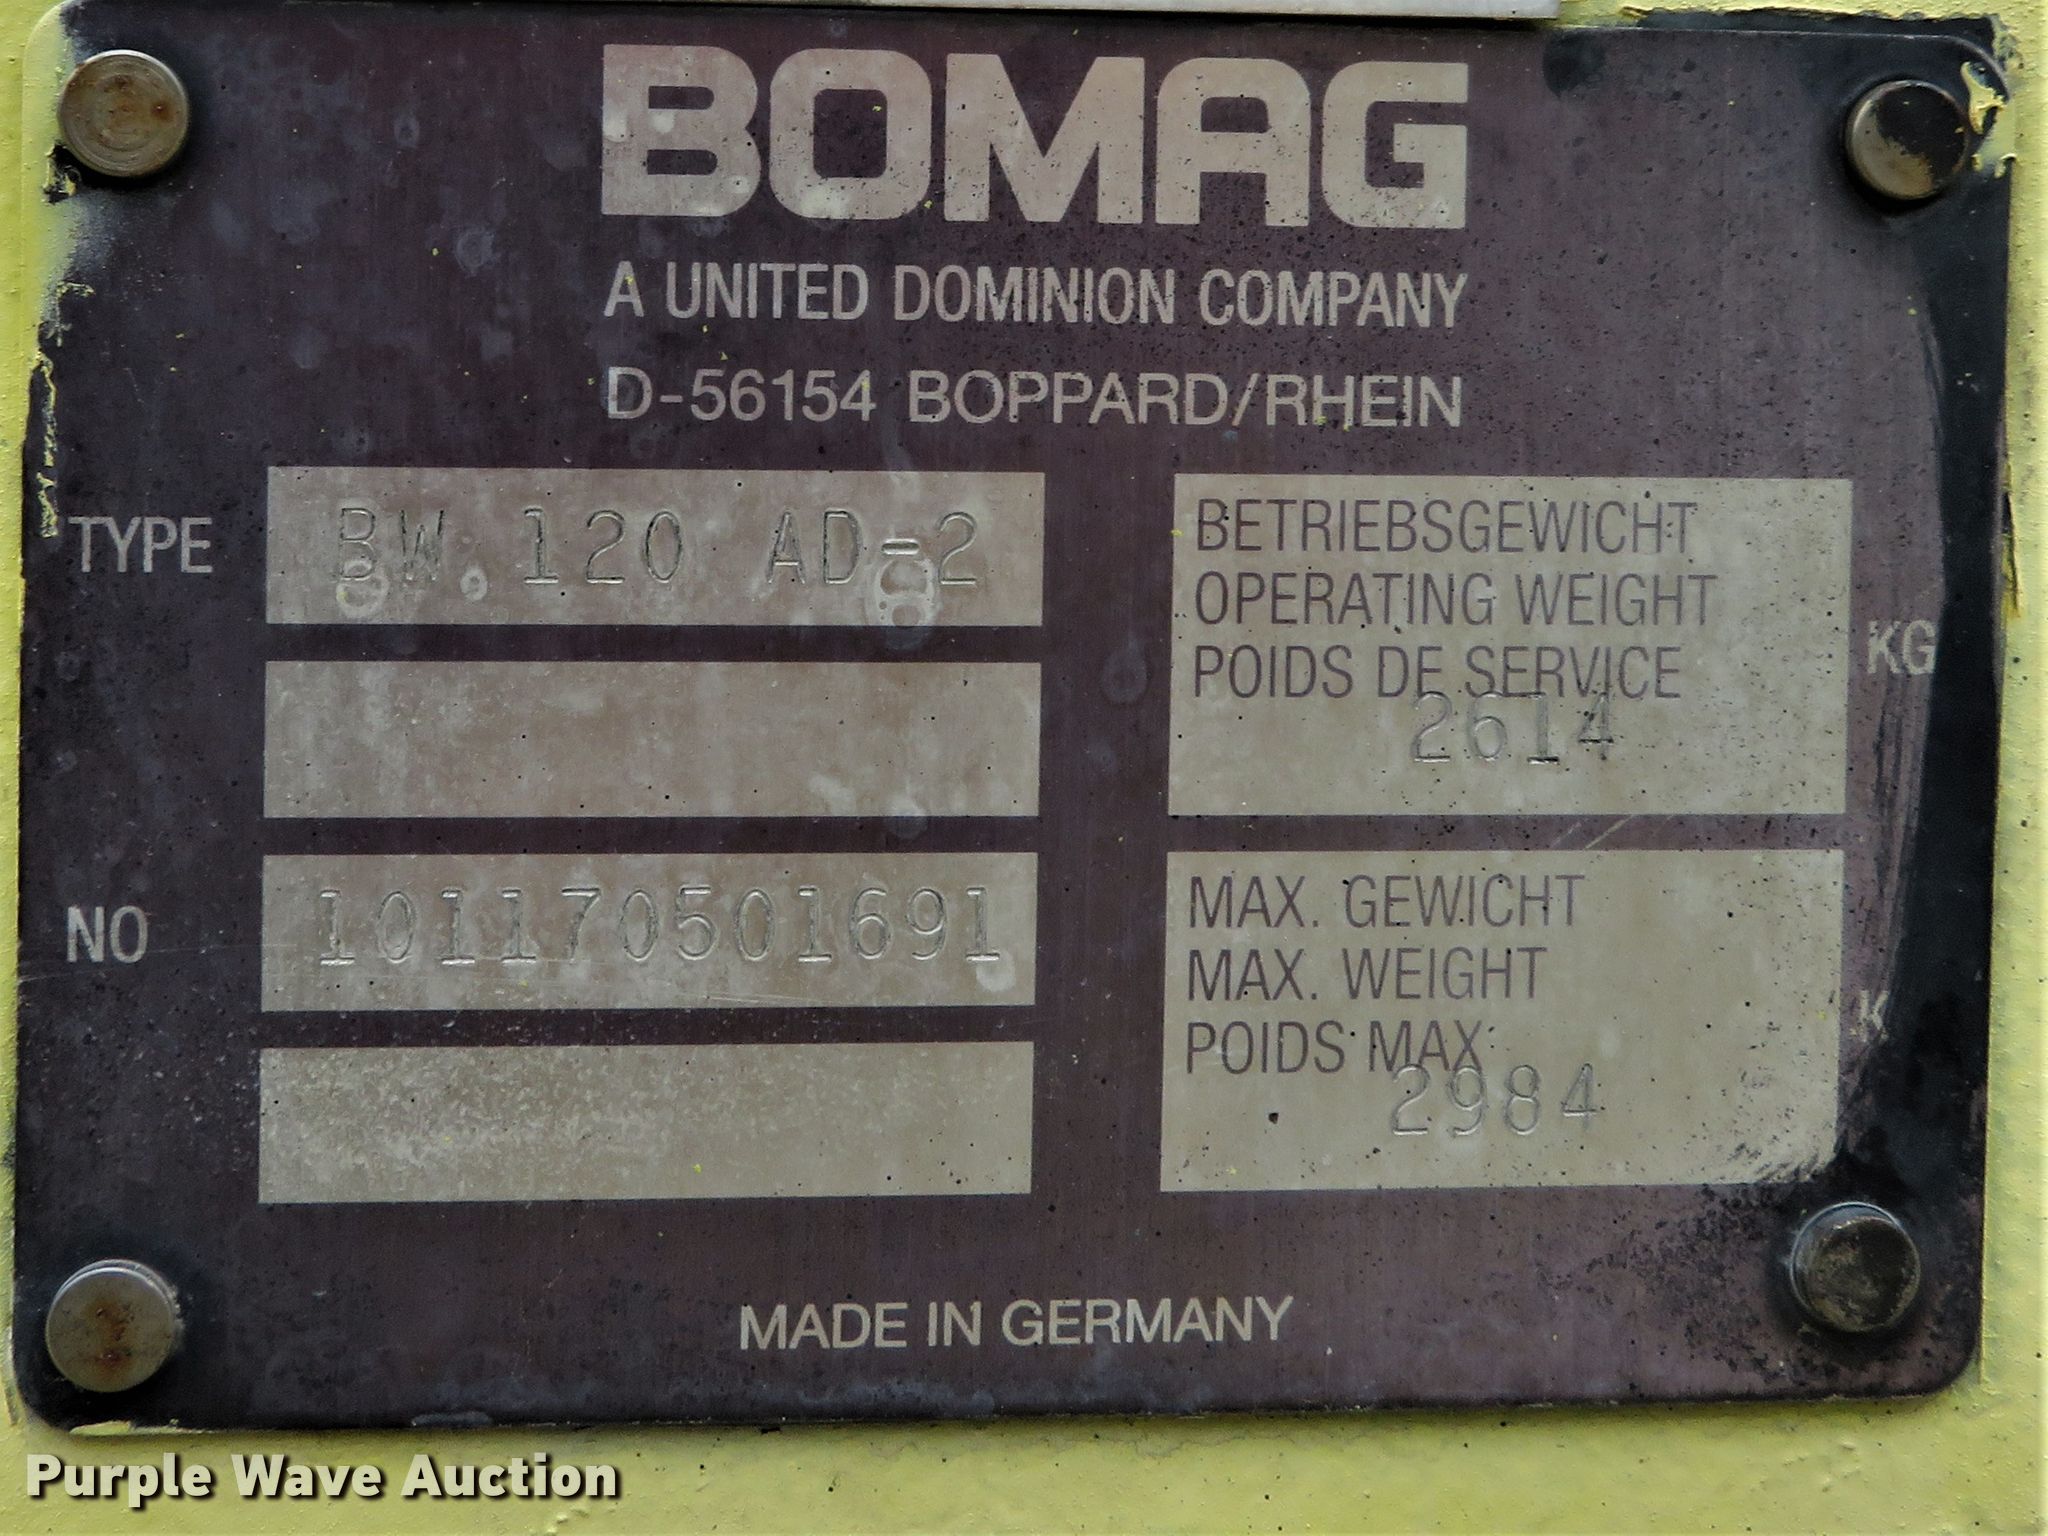 BOMAG
A UNITED DOMINION COMPANY
D-56154 BOPPARD/RHEIN
TYPE BW 120 AD-2
NO 101170501691
BETRIEBSGEWICHT
OPERATING WEIGHT
POIDS DE SERVICE
2614 KG
MAX. GEWICHT
MAX. WEIGHT
POIDS MAX.
2984 K
MADE IN GERMANY
Purple Wave Auction